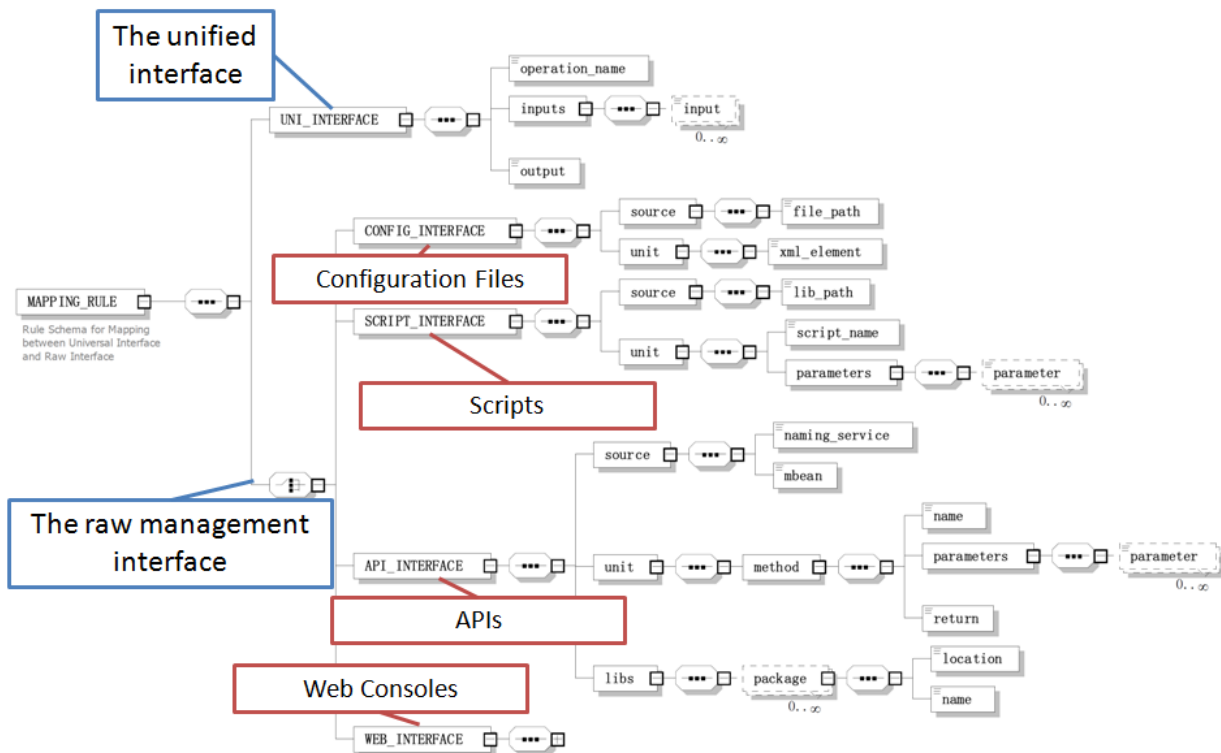 The unified
interface
operation_name
UNI_INTERFACE
inputs
input
0..∞
output
source
file_path
CONFIG_INTERFACE
unit
xml_element
Configuration Files
MAPPING_RULE
Rule Schema for Mapping
between Universal Interface
and Raw Interface
source
lib_path
SCRIPT_INTERFACE
script_name
unit
parameters
parameter
0..∞
Scripts
naming_service
source
mbean
The raw management
interface
name
API_INTERFACE
unit
method
parameters
parameter
0..∞
return
APIs
location
libs
package
name
0..∞
Web Consoles
WEB_INTERFACE